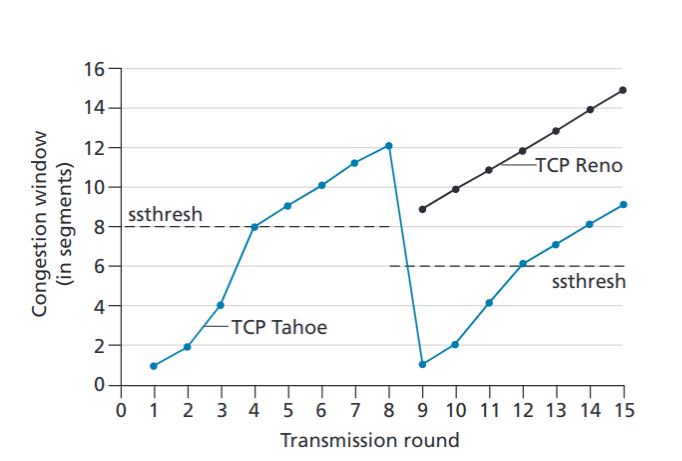 16
14
12
10
8
6
4
2
0
Congestion window
(in segments)
ssthresh
TCP Reno
ssthresh
TCP Tahoe
0 1 2 3 4 5 6 7 8 9 10 11 12 13 14 15
Transmission round